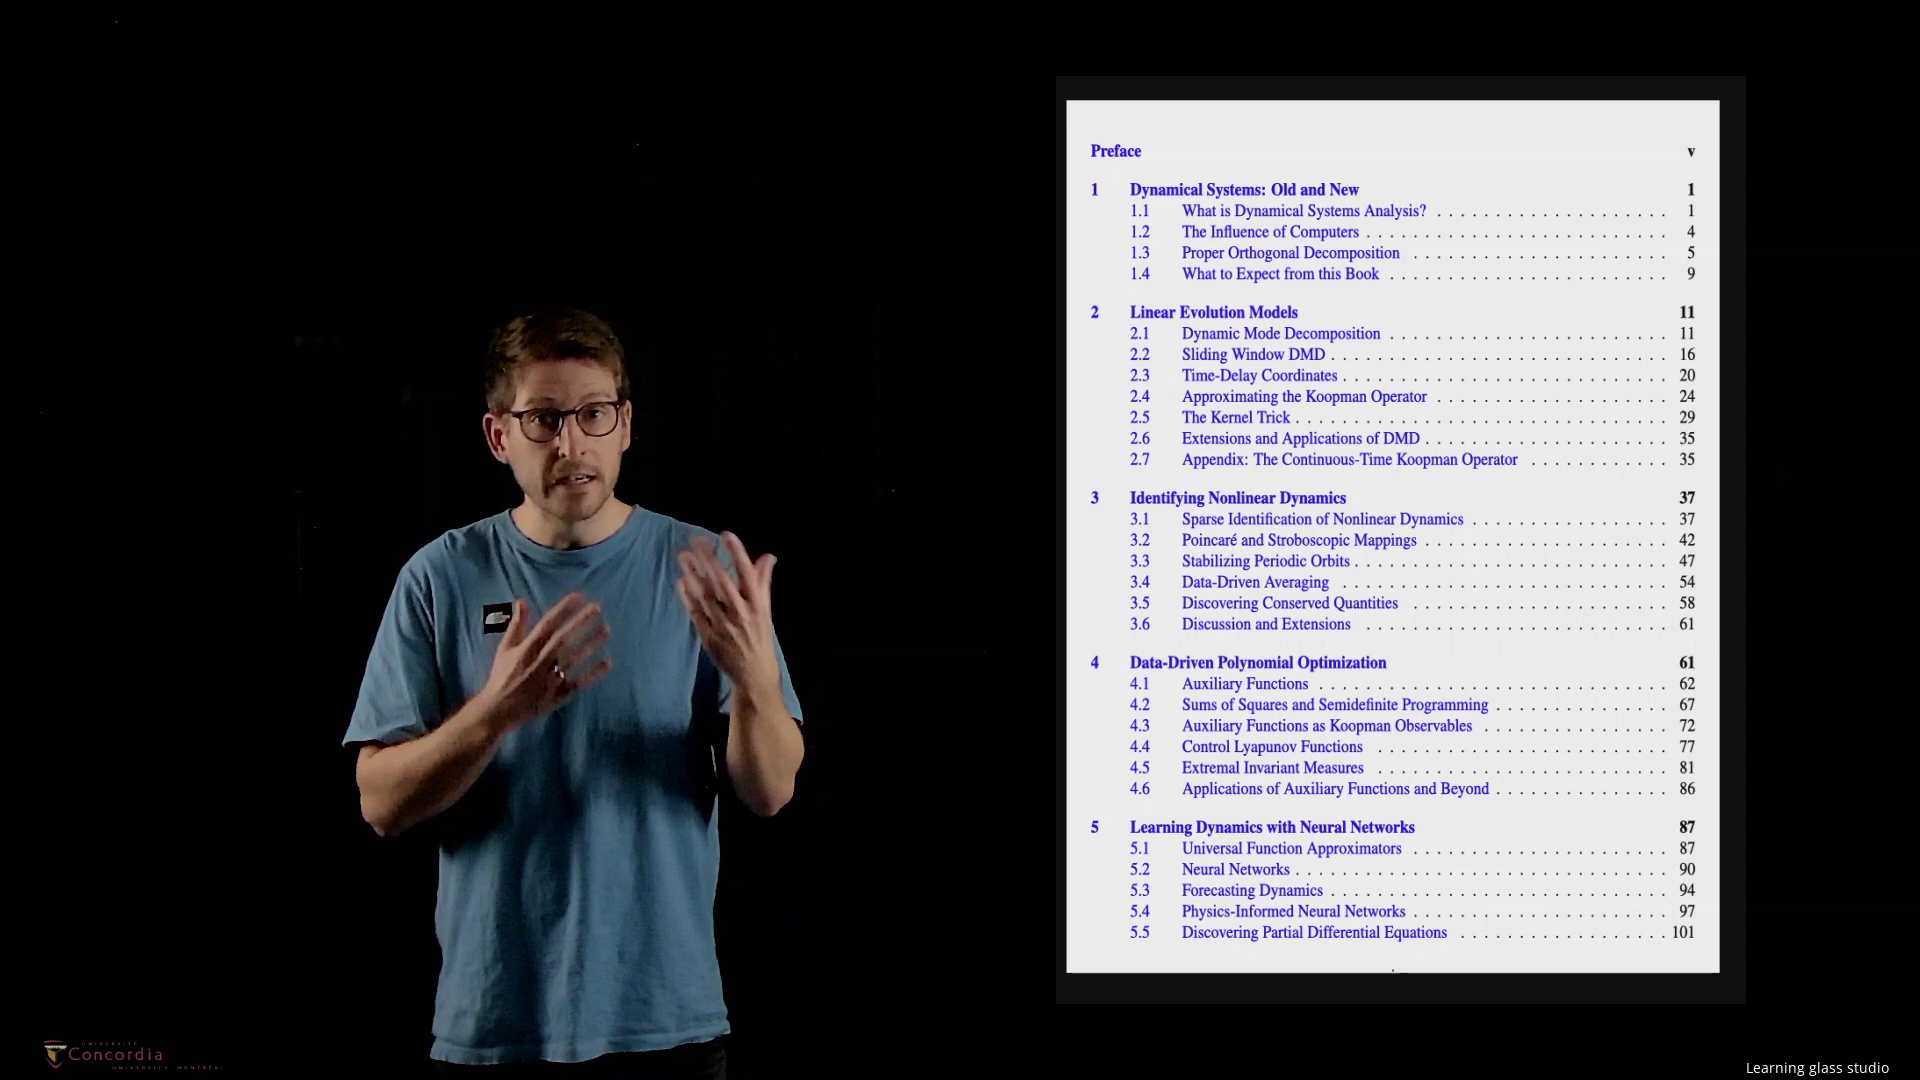 Preface v
1 Dynamical Systems: Old and New 1
1.1 What is Dynamical Systems Analysis? . . . . . . . . . . . . . . . . . . . . 1
1.2 The Influence of Computers . . . . . . . . . . . . . . . . . . . . . . . . . . 4
1.3 Proper Orthogonal Decomposition . . . . . . . . . . . . . . . . . . . . . . 5
1.4 What to Expect from this Book . . . . . . . . . . . . . . . . . . . . . . . . 9
2 Linear Evolution Models 11
2.1 Dynamic Mode Decomposition . . . . . . . . . . . . . . . . . . . . . . . . 11
2.2 Sliding Window DMD . . . . . . . . . . . . . . . . . . . . . . . . . . . . . 16
2.3 Time-Delay Coordinates . . . . . . . . . . . . . . . . . . . . . . . . . . . . 20
2.4 Approximating the Koopman Operator . . . . . . . . . . . . . . . . . . . . 24
2.5 The Kernel Trick . . . . . . . . . . . . . . . . . . . . . . . . . . . . . . . . 29
2.6 Extensions and Applications of DMD . . . . . . . . . . . . . . . . . . . . . 35
2.7 Appendix: The Continuous-Time Koopman Operator . . . . . . . . . . . . 35
3 Identifying Nonlinear Dynamics 37
3.1 Sparse Identification of Nonlinear Dynamics . . . . . . . . . . . . . . . . . 37
3.2 Poincaré and Stroboscopic Mappings . . . . . . . . . . . . . . . . . . . . . 42
3.3 Stabilizing Periodic Orbits . . . . . . . . . . . . . . . . . . . . . . . . . . . 47
3.4 Data-Driven Averaging . . . . . . . . . . . . . . . . . . . . . . . . . . . . 54
3.5 Discovering Conserved Quantities . . . . . . . . . . . . . . . . . . . . . . 58
3.6 Discussion and Extensions . . . . . . . . . . . . . . . . . . . . . . . . . . 61
4 Data-Driven Polynomial Optimization 61
4.1 Auxiliary Functions . . . . . . . . . . . . . . . . . . . . . . . . . . . . . . 62
4.2 Sums of Squares and Semidefinite Programming . . . . . . . . . . . . . . . 67
4.3 Auxiliary Functions as Koopman Observables . . . . . . . . . . . . . . . . 72
4.4 Control Lyapunov Functions . . . . . . . . . . . . . . . . . . . . . . . . . 77
4.5 Extremal Invariant Measures . . . . . . . . . . . . . . . . . . . . . . . . . 81
4.6 Applications of Auxiliary Functions and Beyond . . . . . . . . . . . . . . . 86
5 Learning Dynamics with Neural Networks 87
5.1 Universal Function Approximators . . . . . . . . . . . . . . . . . . . . . . 87
5.2 Neural Networks . . . . . . . . . . . . . . . . . . . . . . . . . . . . . . . . 90
5.3 Forecasting Dynamics . . . . . . . . . . . . . . . . . . . . . . . . . . . . . 94
5.4 Physics-Informed Neural Networks . . . . . . . . . . . . . . . . . . . . . . 97
5.5 Discovering Partial Differential Equations . . . . . . . . . . . . . . . . . . 101
UNIVERSITÉ
Concordia
UNIVERSITY MONTRÉAL
Learning glass studio